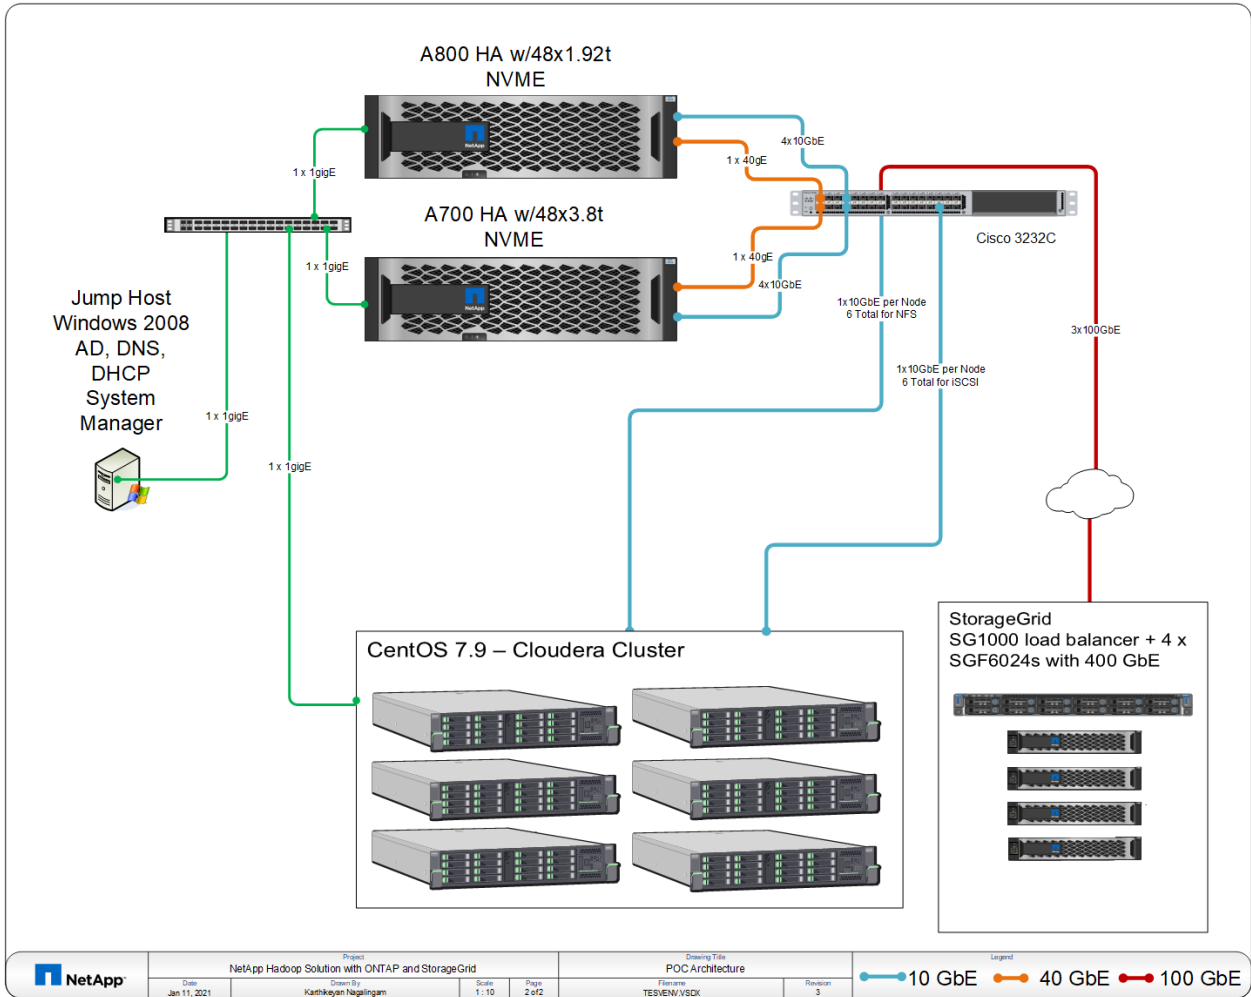 A800 HA w/48x1.92t
NVME
NetApp
4x10GbE
1 x 40gE
1 x 1gigE
A700 HA w/48x3.8t
NVME
Cisco 3232C
1 x 40gE
1 x 1gigE
4x10GbE
NetApp
Jump Host
Windows 2008
AD, DNS,
DHCP
System
Manager
1x10GbE per Node
6 Total for NFS
3x100GbE
1x10GbE per Node
6 Total for iSCSI
1 x 1gigE
1 x 1gigE
StorageGrid
SG1000 load balancer + 4 x
SGF6024s with 400 GbE
CentOS 7.9 – Cloudera Cluster
NetApp
Project
NetApp Hadoop Solution with ONTAP and StorageGrid
Drawing Title
POC Architecture
Legend
10 GbE
40 GbE
100 GbE
Date
Jan 11, 2021
Drawn By
Karthikeyan Nagalingam
Scale
1 : 10
Page
2 of 2
Filename
TESVENV.VSDX
Revision
3